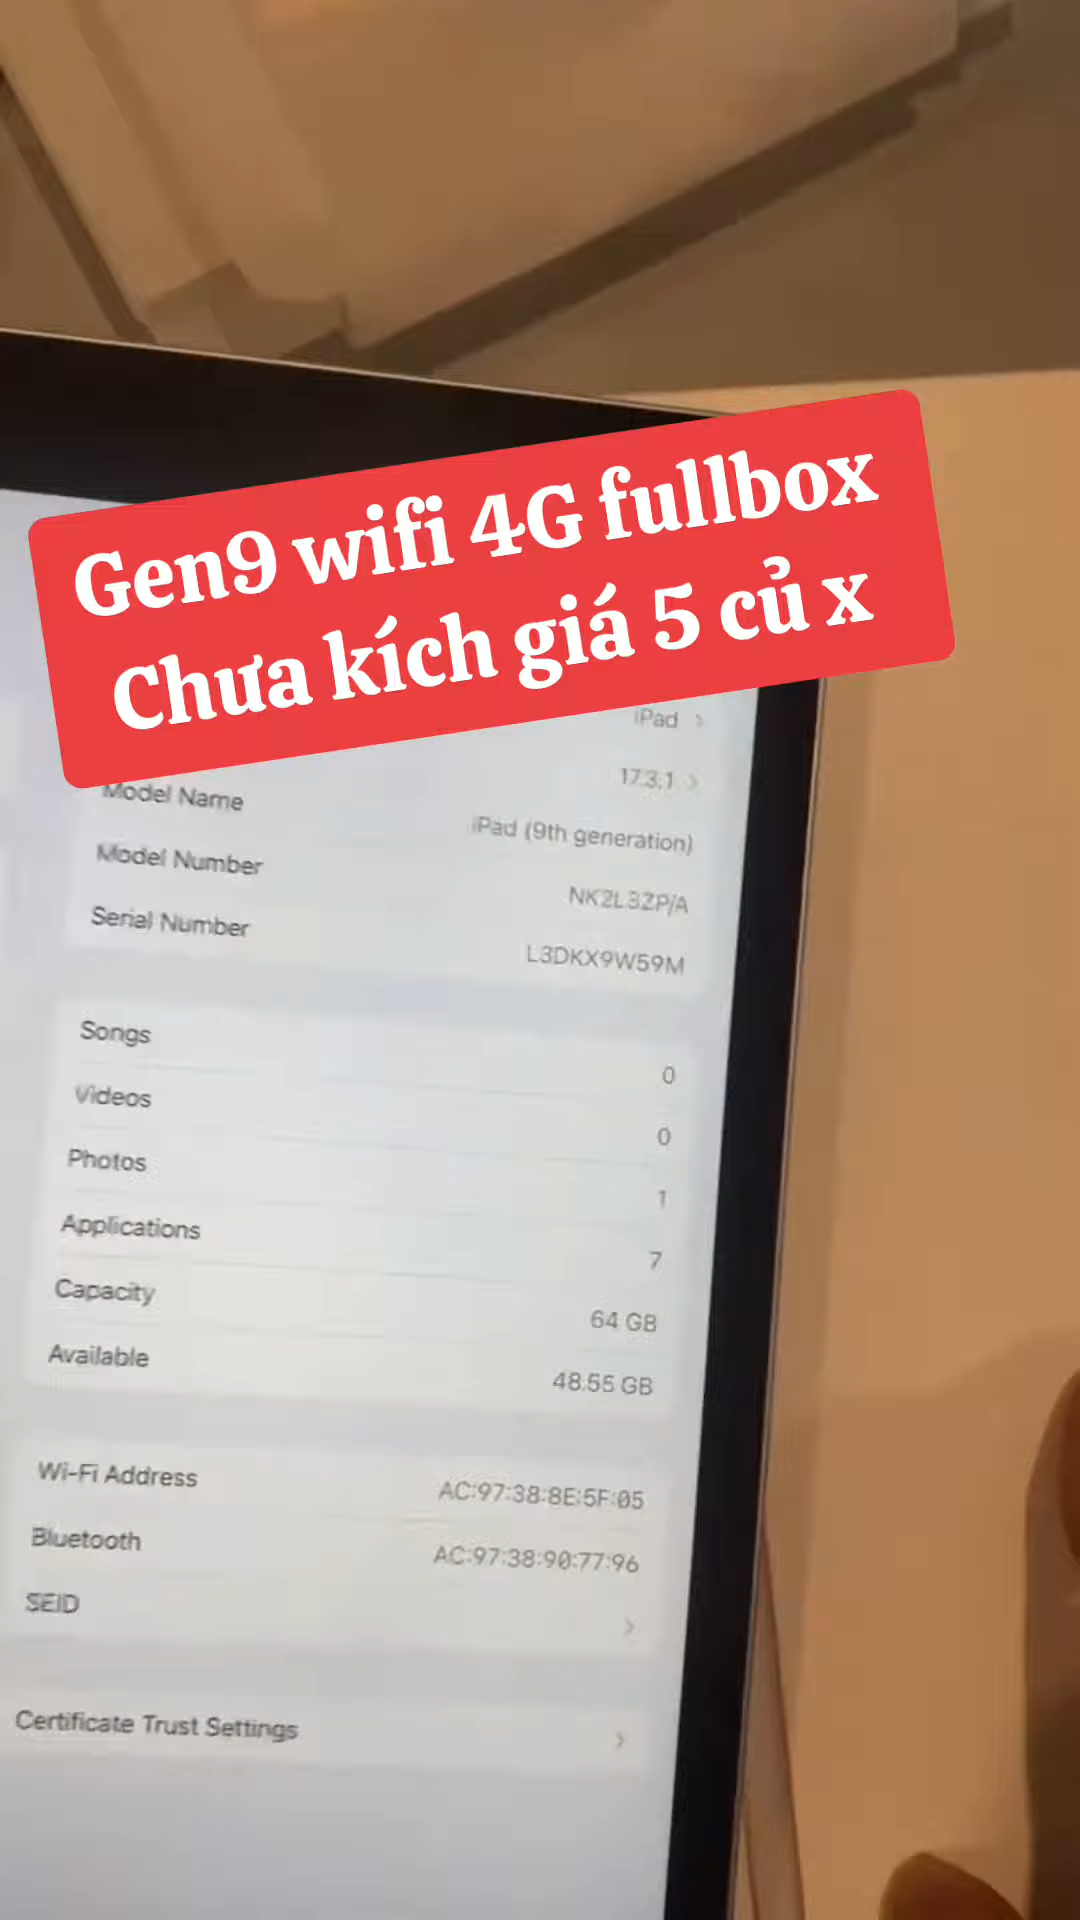 Gen9 wifi 4G fullbox
Chưa kích giá 5 củ x
iPad
17.3.1
Model Name iPad (9th generation)
Model Number NK2L3ZP/A
Serial Number L3DKX9W59M
Songs 0
Videos 0
Photos 1
Applications 7
Capacity 64 GB
Available 48.55 GB
Wi-Fi Address AC:97:38:8E:5F:05
Bluetooth AC:97:38:90:77:96
SEID
Certificate Trust Settings